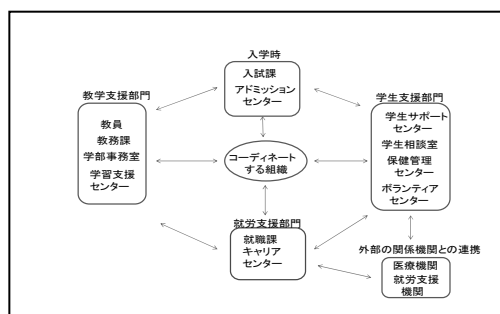 入学時
入試課
アドミッション
センター
教学支援部門
教員
教務課
学部事務室
学習支援
センター
コーディネート
する組織
学生支援部門
学生サポート
センター
学生相談室
保健管理
センター
ボランティア
センター
就労支援部門
就職課
キャリア
センター
外部の関係機関との連携
医療機関
就労支援
機関